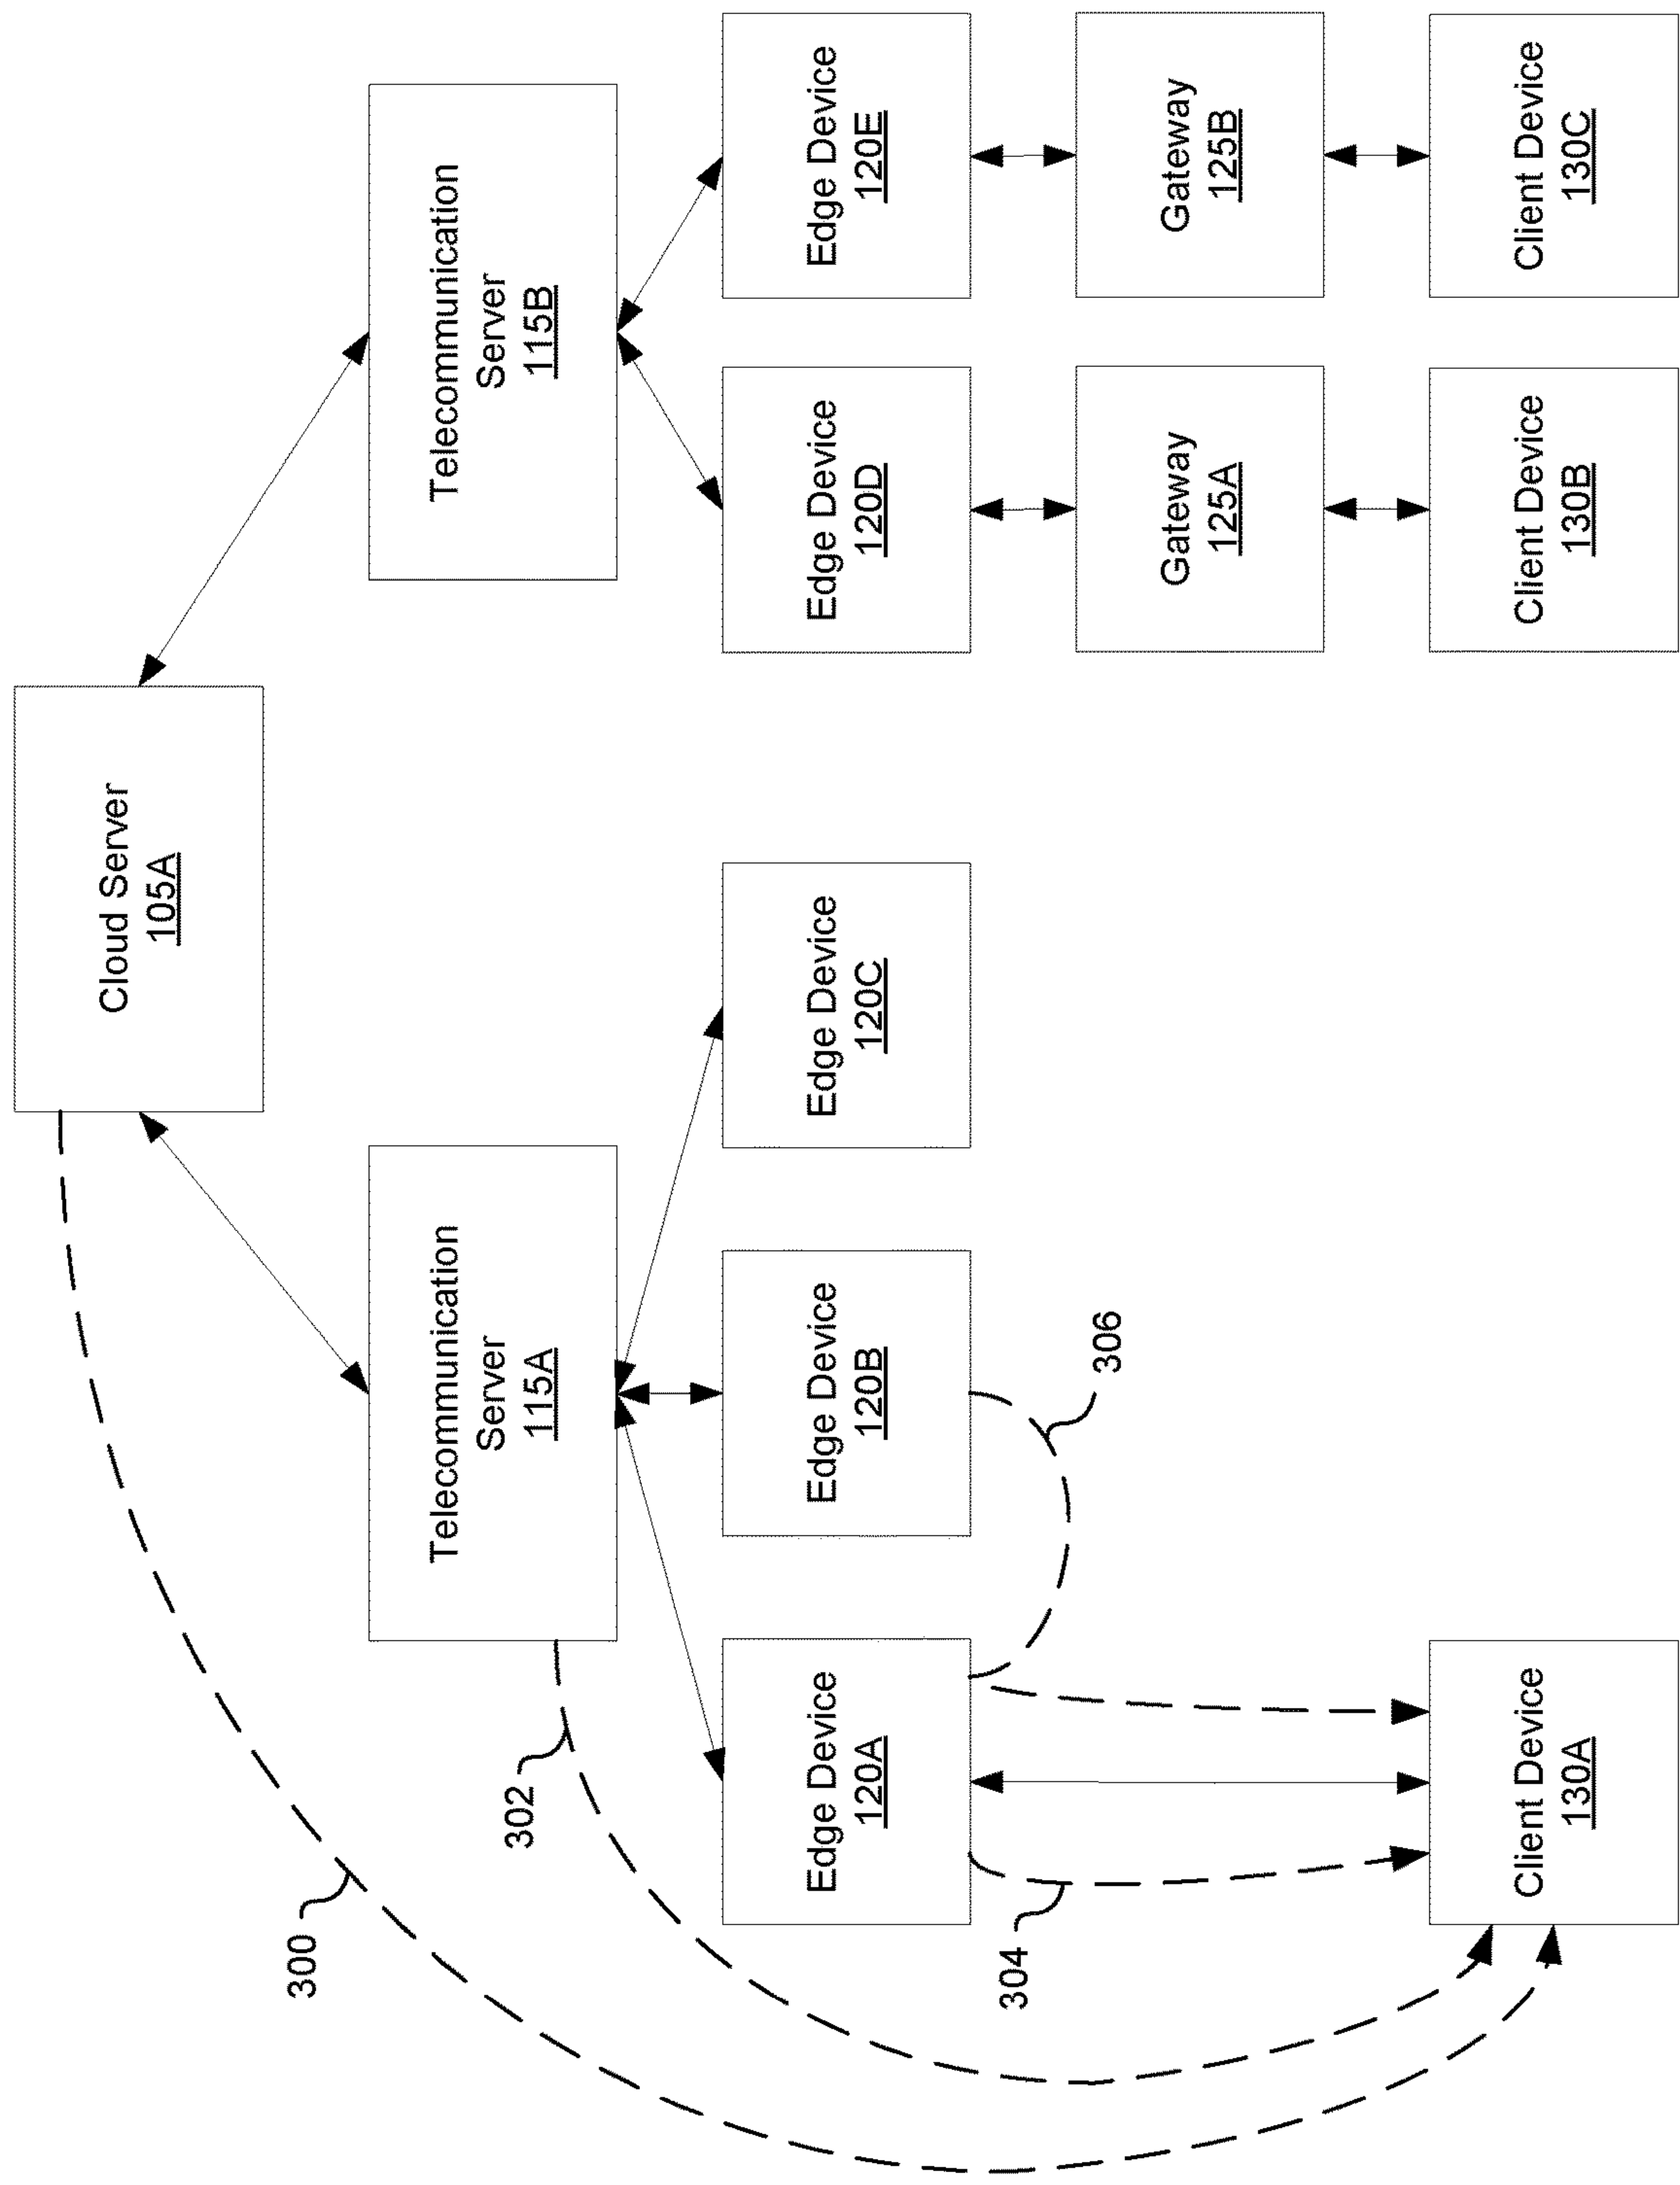 Cloud Server
105A
Telecommunication
Server
115A
Telecommunication
Server
115B
300
302
Edge Device
120A
Edge Device
120B
Edge Device
120C
Edge Device
120D
Edge Device
120E
304
306
Gateway
125A
Gateway
125B
Client Device
130A
Client Device
130B
Client Device
130C